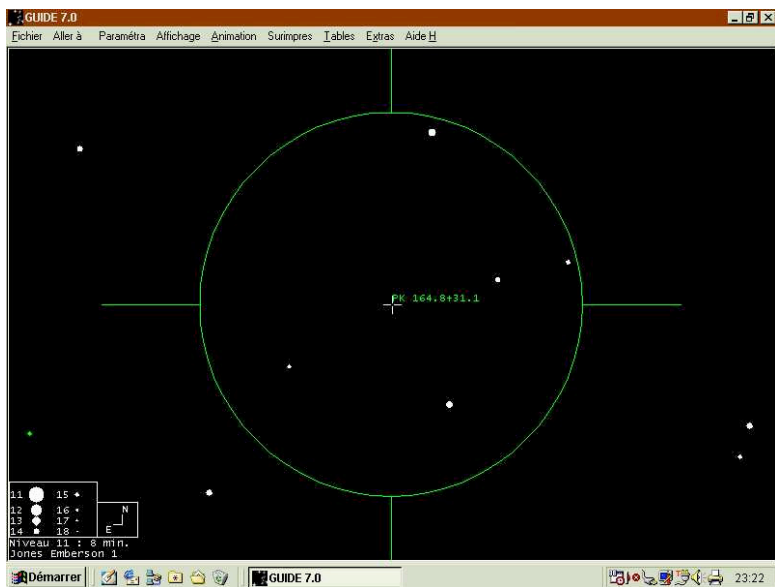 GUIDE 7.0
Fichier Aller à Paramétra Affichage Animation Surimpres Tables Extras Aide H
PK 164.8+31.1
11 15
12 16
13 17
14 18
N
E
Niveau 11 : 8 min.
Jones Emberson 1
Démarrer GUIDE 7.0 23:22